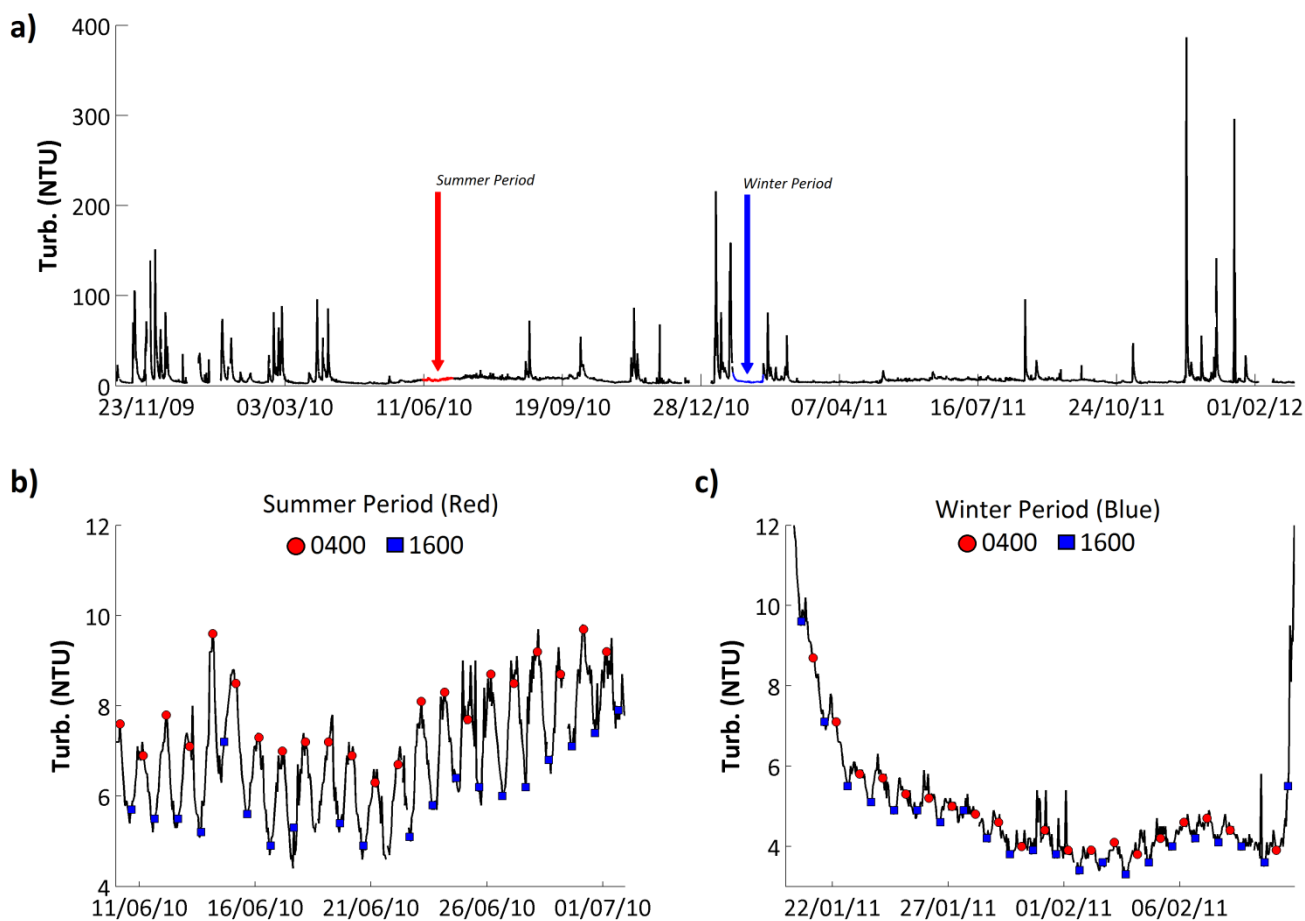 a)
400
300
200
100
0
Turb. (NTU)
Summer Period
Winter Period
23/11/09 03/03/10 11/06/10 19/09/10 28/12/10 07/04/11 16/07/11 24/10/11 01/02/12
b)
Summer Period (Red)
0400 1600
12
10
8
6
4
Turb. (NTU)
11/06/10 16/06/10 21/06/10 26/06/10 01/07/10
c)
Winter Period (Blue)
0400 1600
12
10
8
6
4
Turb. (NTU)
22/01/11 27/01/11 01/02/11 06/02/11